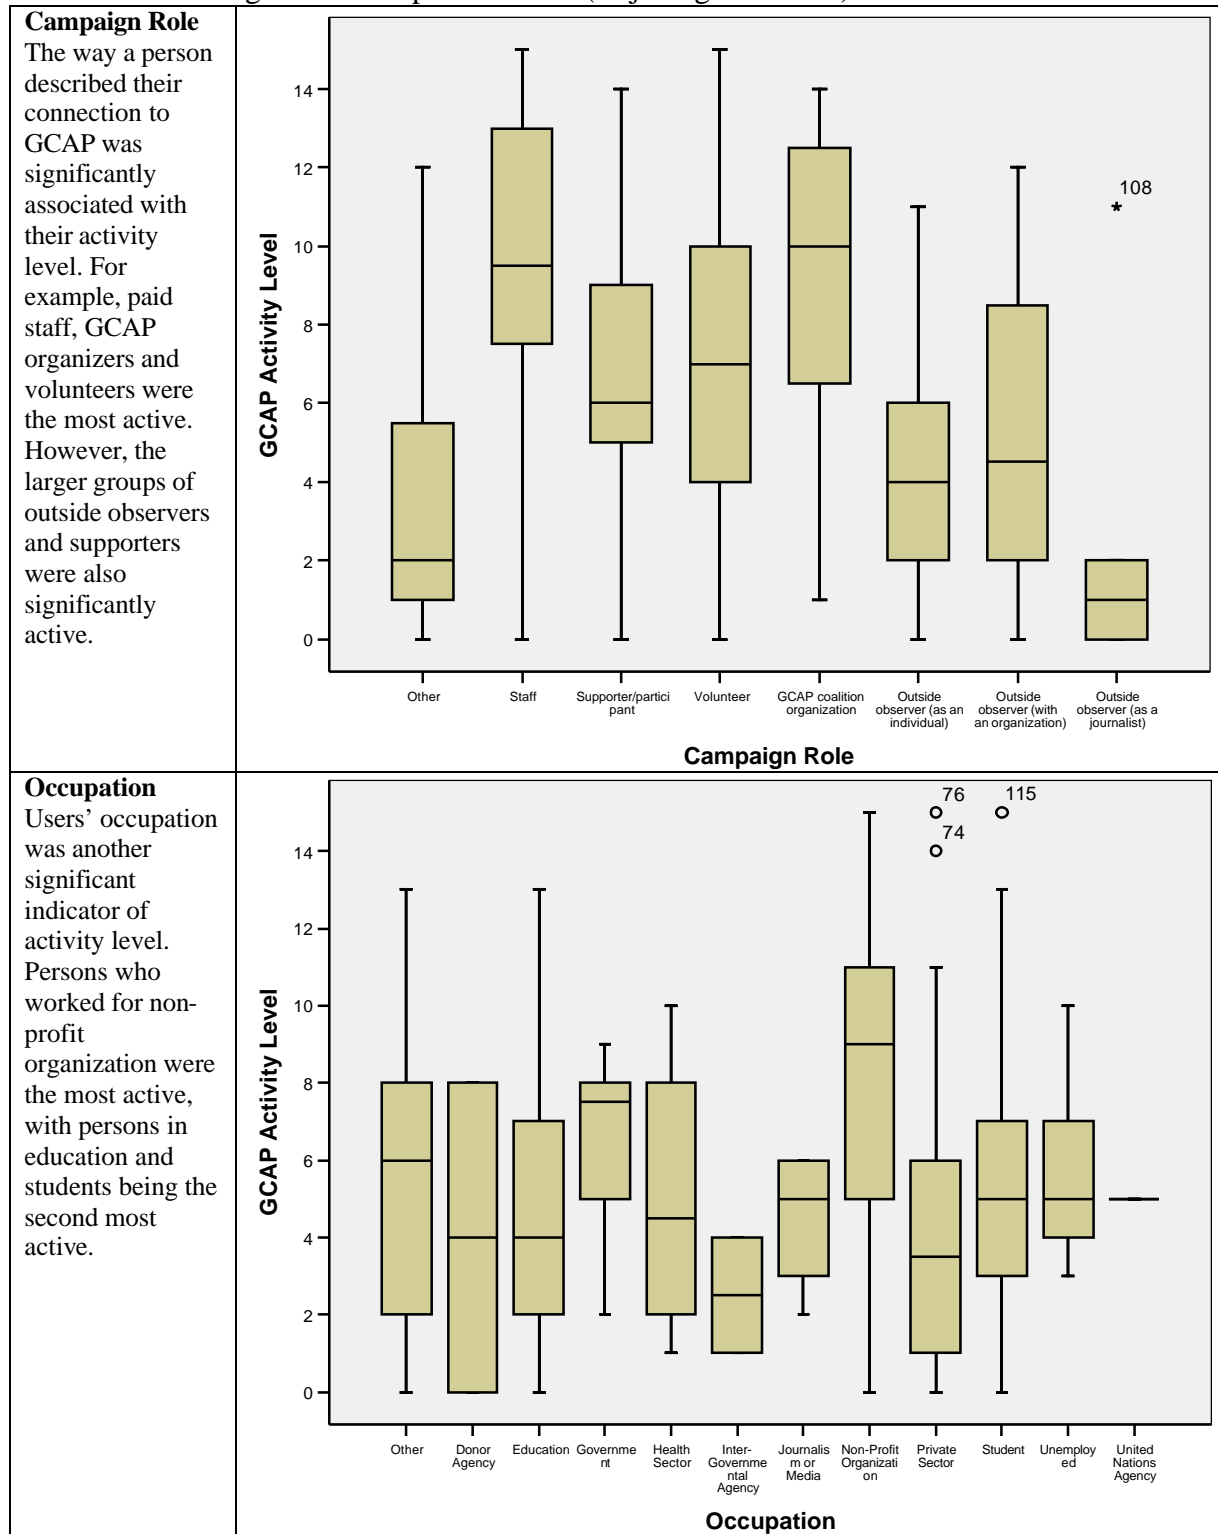 Campaign Role
The way a person
described their
connection to
GCAP was
significantly
associated with
their activity
level. For
example, paid
staff, GCAP
organizers and
volunteers were
the most active.
However, the
larger groups of
outside observers
and supporters
were also
significantly
active.
GCAP Activity Level
14
12
10
8
6
4
2
0
108
Other
Staff
Supporter/partici
pant
Volunteer
GCAP coalition
organization
Outside
observer (as an
individual)
Outside
observer (with
an organization)
Outside
observer (as a
journalist)
Campaign Role
Occupation
Users’ occupation
was another
significant
indicator of
activity level.
Persons who
worked for non-
profit
organization were
the most active,
with persons in
education and
students being the
second most
active.
GCAP Activity Level
14
12
10
8
6
4
2
0
76
74
115
Other
Donor
Agency
Education
Governme
nt
Health
Sector
Inter-
Governme
ntal
Agency
Journalis
m or
Media
Non-Profit
Organizati
on
Private
Sector
Student
Unemploy
ed
United
Nations
Agency
Occupation